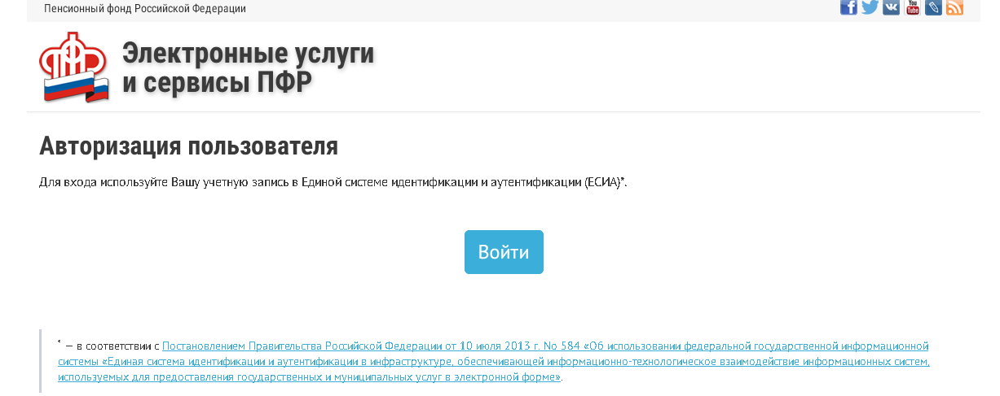 Пенсионный фонд Российской Федерации
You
Tube
Электронные услуги
и сервисы ПФР
Авторизация пользователя
Для входа используйте Вашу учетную запись в Единой системе идентификации и аутентификации (ЕСИА)*.
Войти
* — в соответствии с Постановлением Правительства Российской Федерации от 10 июля 2013 г. No 584 «Об использовании федеральной государственной информационной
системы «Единая система идентификации и аутентификации в инфраструктуре, обеспечивающей информационно-технологическое взаимодействие информационных систем,
используемых для предоставления государственных и муниципальных услуг в электронной форме».